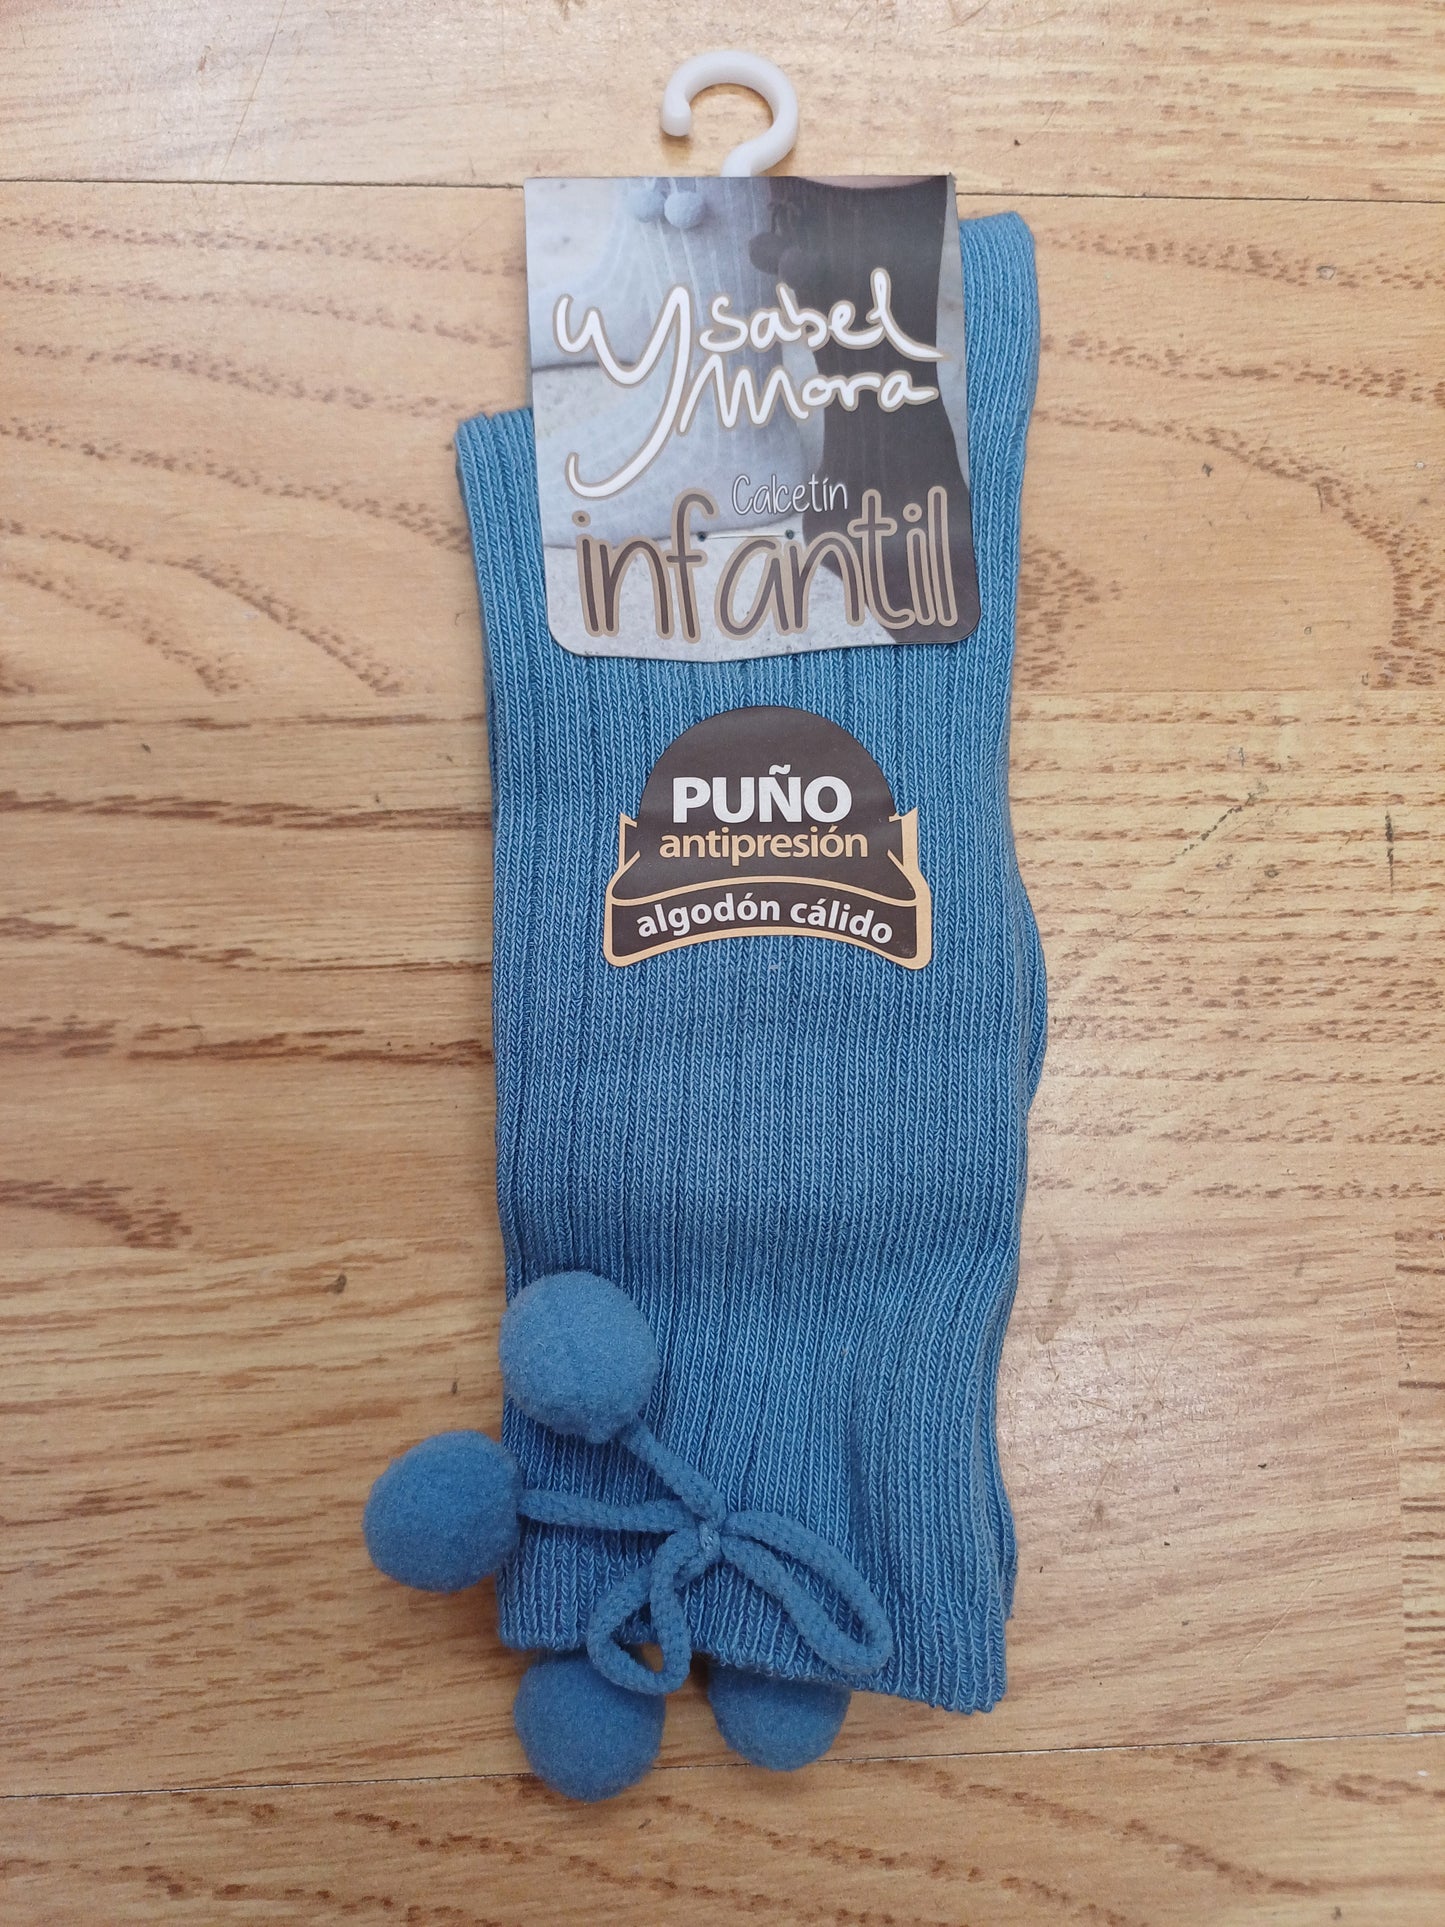 Ysabel
Mora
Calcetín
infantil
PUÑO
antipresión
algodón cálido